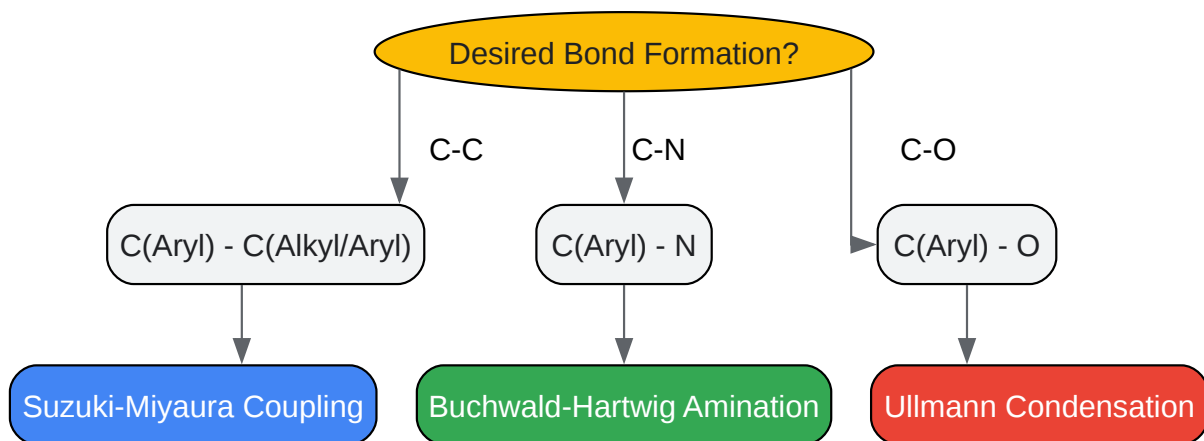 Desired Bond Formation?
C-C
C-N
C-O
C(Aryl) - C(Alkyl/Aryl)
C(Aryl) - N
C(Aryl) - O
Suzuki-Miyaura Coupling
Buchwald-Hartwig Amination
Ullmann Condensation